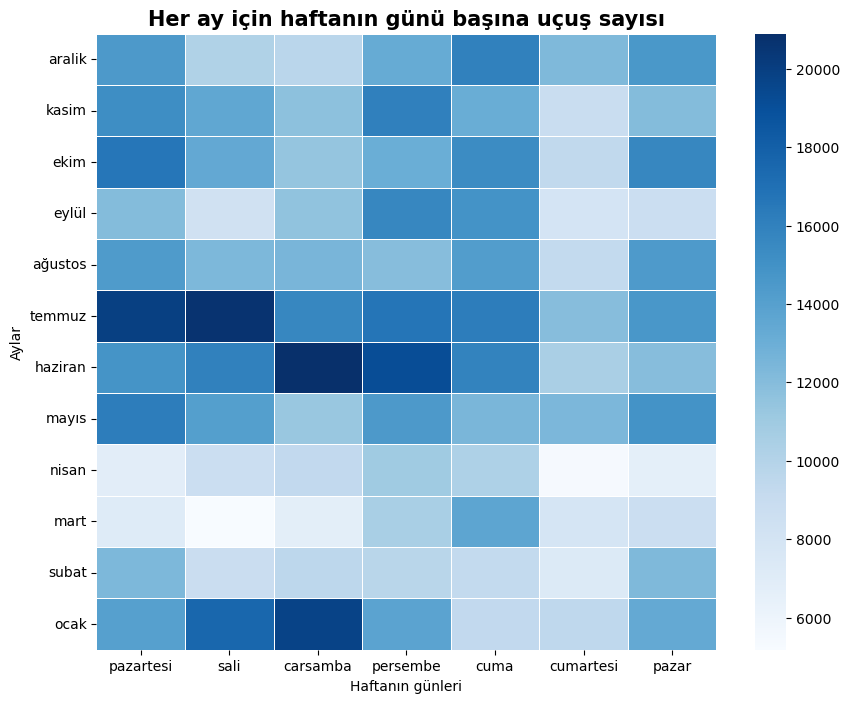 Her ay için haftanın günü başına uçuş sayısı
Aylar
aralik
kasim
ekim
eylül
ağustos
temmuz
haziran
mayıs
nisan
mart
subat
ocak
pazartesi sali carsamba persembe cuma cumartesi pazar
Haftanın günleri
20000
18000
16000
14000
12000
10000
8000
6000